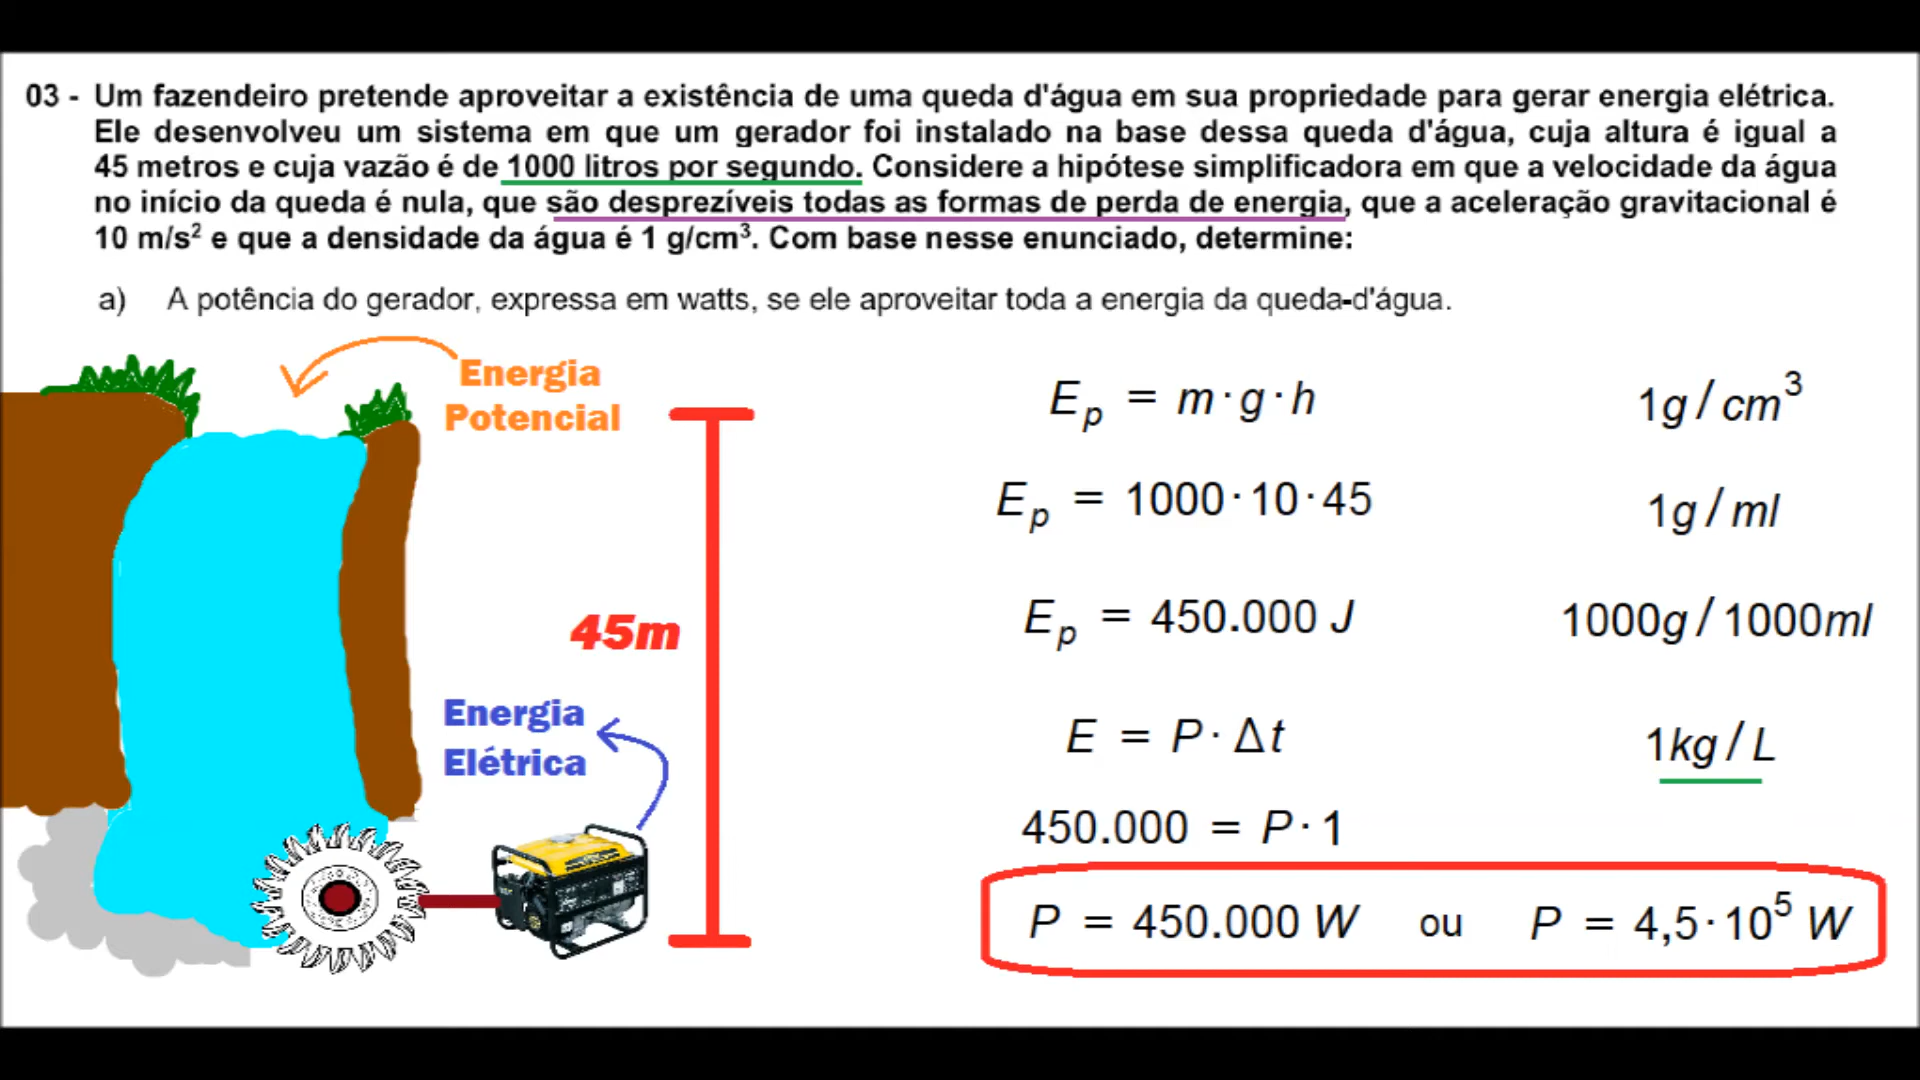 03 - Um fazendeiro pretende aproveitar a existência de uma queda d'água em sua propriedade para gerar energia elétrica.
Ele desenvolveu um sistema em que um gerador foi instalado na base dessa queda d'água, cuja altura é igual a
45 metros e cuja vazão é de 1000 litros por segundo. Considere a hipótese simplificadora em que a velocidade da água
no início da queda é nula, que são desprezíveis todas as formas de perda de energia, que a aceleração gravitacional é
10 m/s² e que a densidade da água é 1 g/cm³. Com base nesse enunciado, determine:
a) A potência do gerador, expressa em watts, se ele aproveitar toda a energia da queda-d'água.
Energia
Potencial
45m
Energia
Elétrica
E_p = m · g · h
E_p = 1000 · 10 · 45
E_p = 450.000 J
E = P · Δt
450.000 = P · 1
P = 450.000 W ou P = 4,5 · 10⁵ W
1g / cm³
1g / ml
1000g / 1000ml
1kg / L